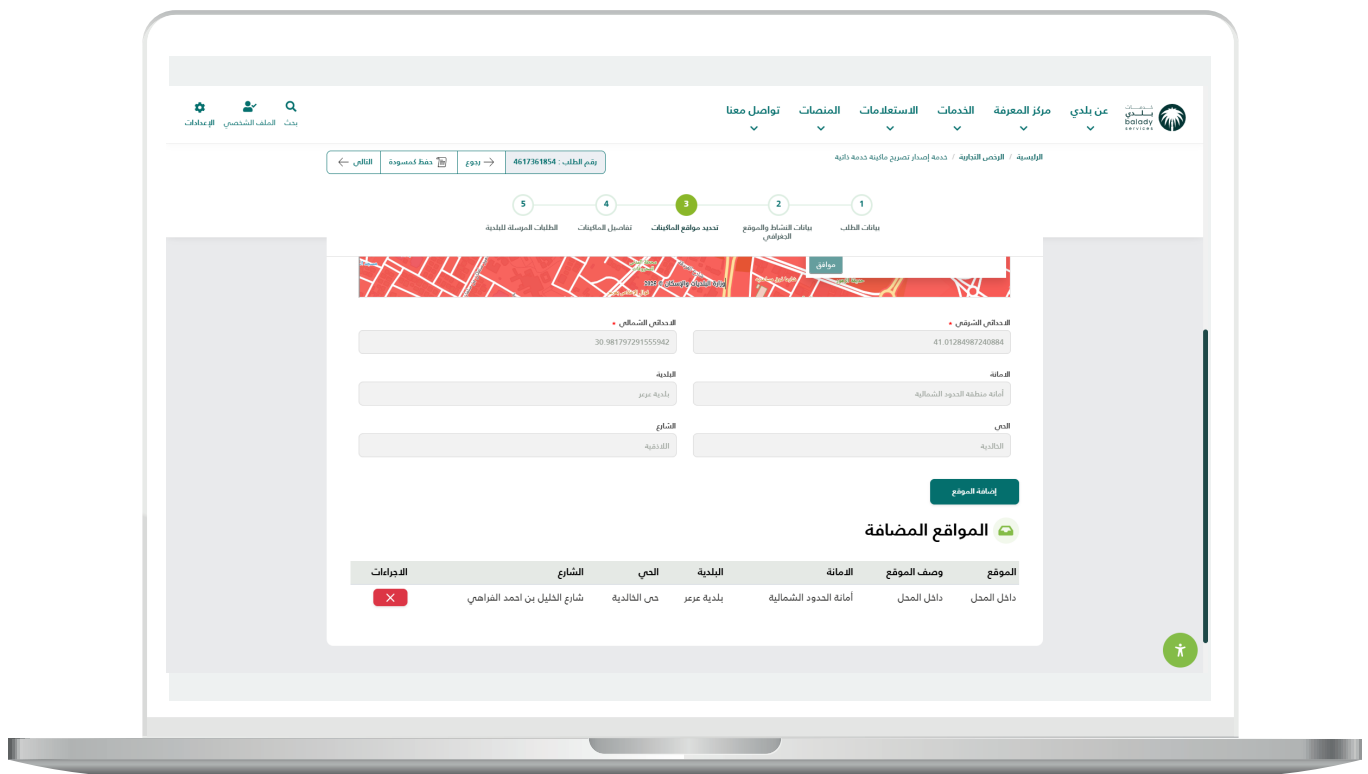 خدمات
بلدي
balady
services
عن بلدي
مركز المعرفة
الخدمات
الاستعلامات
المنصات
تواصل معنا
بحث
الملف الشخصي
الإعدادات
الرئيسية / الرخص التجارية / خدمة إصدار تصريح ماكينة خدمة ذاتية
رقم الطلب : 4617361854
رجوع
حفظ كمسودة
التالي
1
2
3
4
5
بيانات الطلب
بيانات النشاط والموقع الجغرافي
تحديد مواقع الماكينات
تفاصيل الماكينات
الطلبات المرسلة للبلدية
موافق
الاحداثي الشرقي *
الاحداثي الشمالي *
41.01284987240884
30.981797291555942
الامانة
البلدية
أمانة منطقة الحدود الشمالية
بلدية عرعر
الحي
الشارع
الخالدية
اللاذقية
إضافة الموقع
المواقع المضافة
الموقع وصف الموقع الامانة البلدية الحي الشارع الاجراءات
داخل المحل داخل المحل أمانة الحدود الشمالية بلدية عرعر حى الخالدية شارع الخليل بن احمد الفراهي